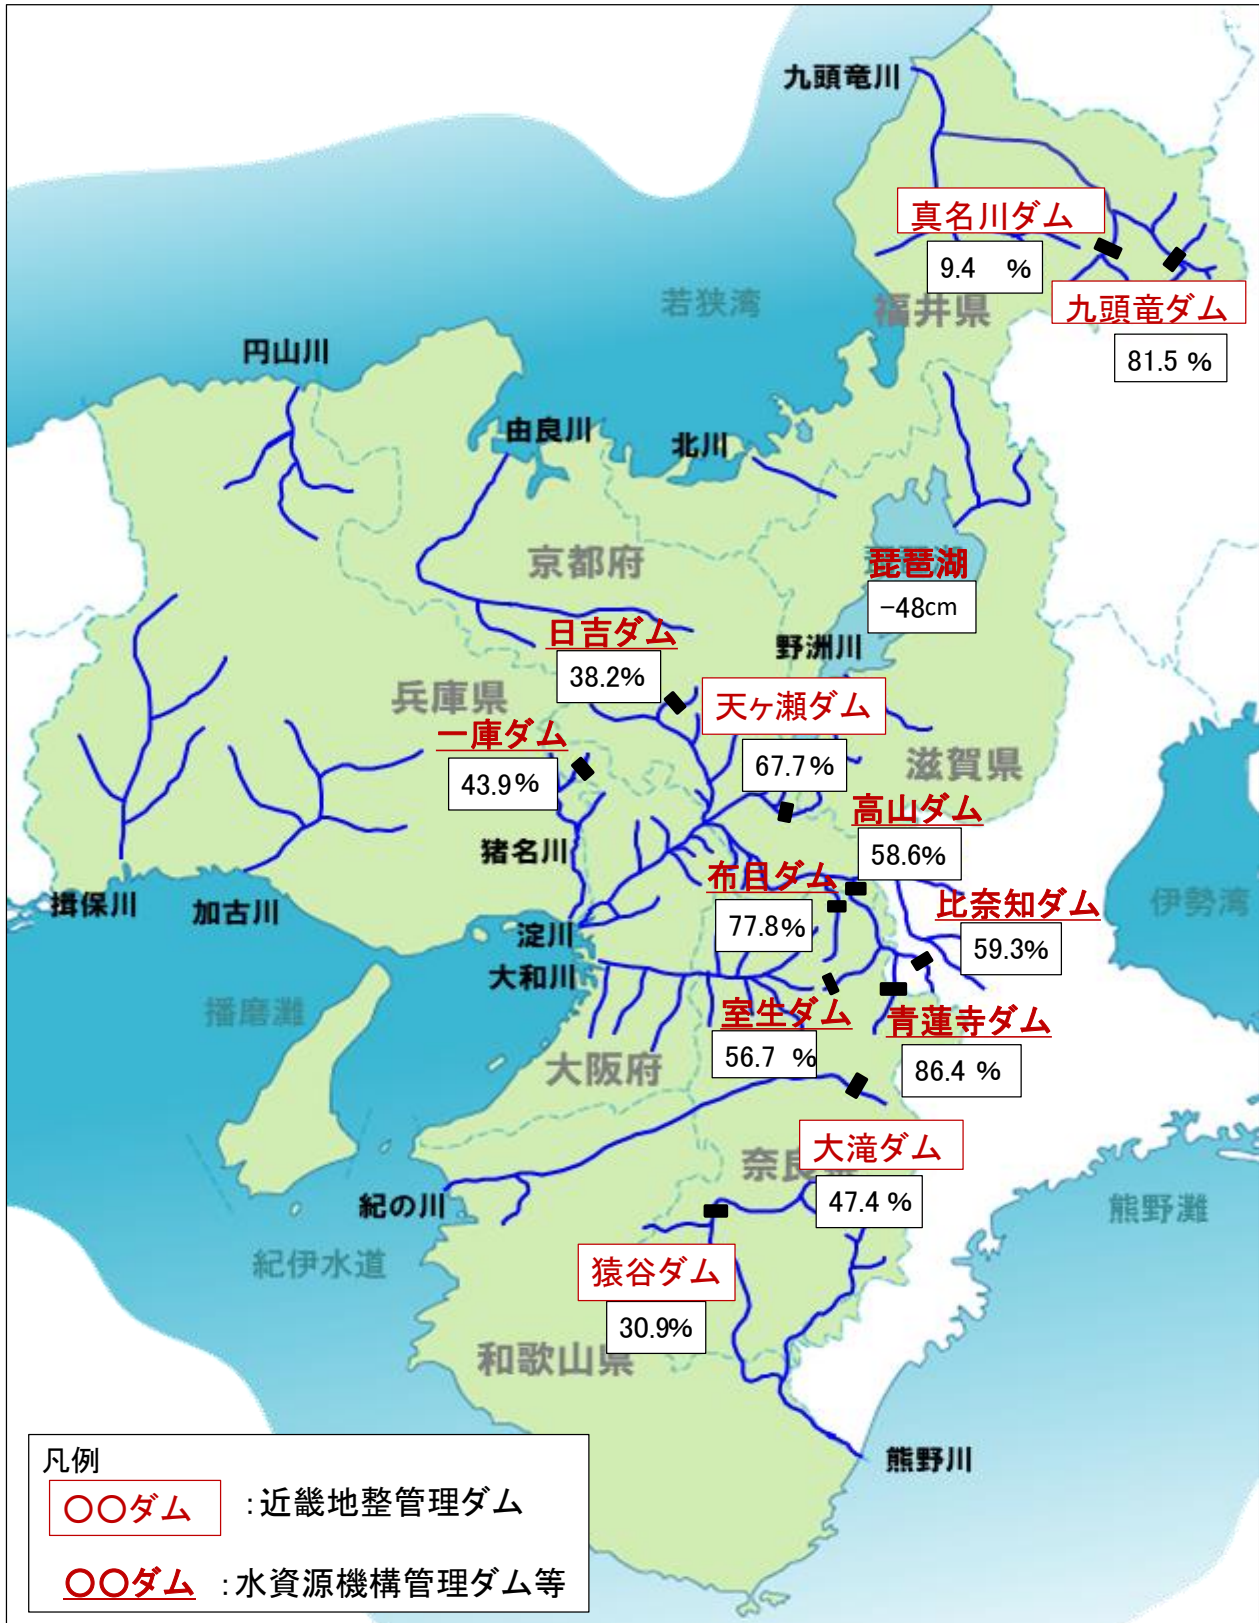 九頭竜川
真名川ダム
9.4 %
若狭湾
福井県
九頭竜ダム
81.5 %
円山川
由良川
北川
京都府
琵琶湖
−48cm
日吉ダム
38.2%
野洲川
兵庫県
天ヶ瀬ダム
67.7%
一庫ダム
43.9%
滋賀県
高山ダム
58.6%
猪名川
布目ダム
77.8%
比奈知ダム
59.3%
揖保川
加古川
伊勢湾
淀川
大和川
播磨灘
室生ダム
56.7 %
青蓮寺ダム
86.4 %
大阪府
大滝ダム
47.4 %
奈良県
紀の川
熊野灘
紀伊水道
猿谷ダム
30.9%
和歌山県
熊野川
凡例
〇〇ダム :近畿地整管理ダム
〇〇ダム :水資源機構管理ダム等